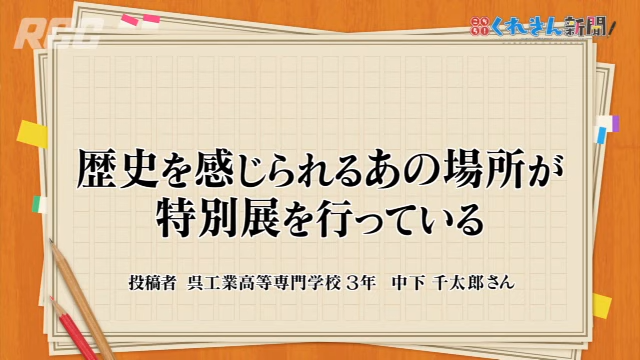 RCC
くれきん新聞!
歴史を感じられるあの場所が
特別展を行っている
投稿者 呉工業高等専門学校3年 中下 千太郎さん